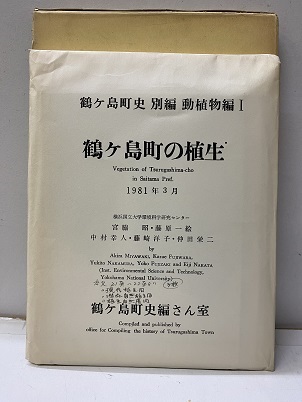 鶴ケ島町史 別編 動植物編 I
鶴ケ島町の植生
Vegetation of Tsurugashima-cho
in Saitama Pref.
1981年3月
横浜国立大学環境科学研究センター
宮脇 昭・藤原一絵
中村幸人・藤崎洋子・仲田栄二
by
Akira MIYAWAKI, Kazue FUJIWARA,
Yukito NAKAMURA, Yoko FUJIZAKI and Eiji NAKATA
(Inst. Environmental Science and Technology,
Yokohama National University)
鶴ケ島町史編さん室
Compiled and published by
office for Compiling the history of Tsurugashima Town